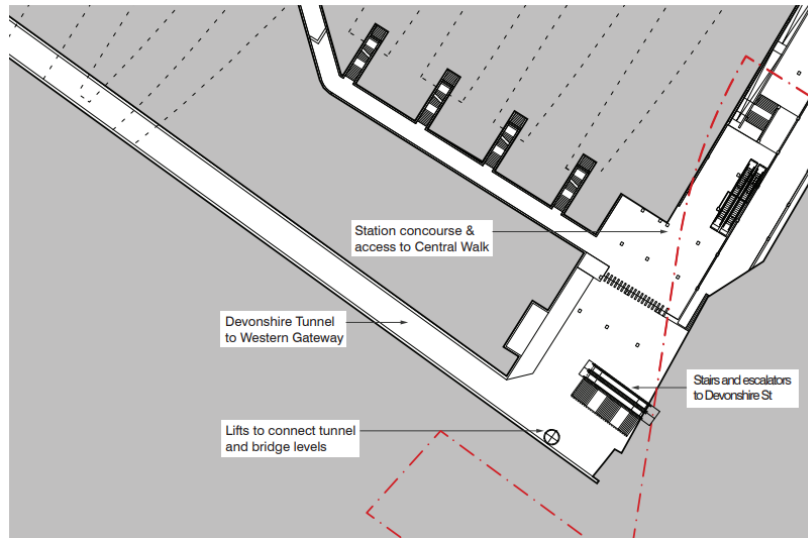 Station concourse &
access to Central Walk
Devonshire Tunnel
to Western Gateway
Stairs and escalators
to Devonshire St
Lifts to connect tunnel
and bridge levels